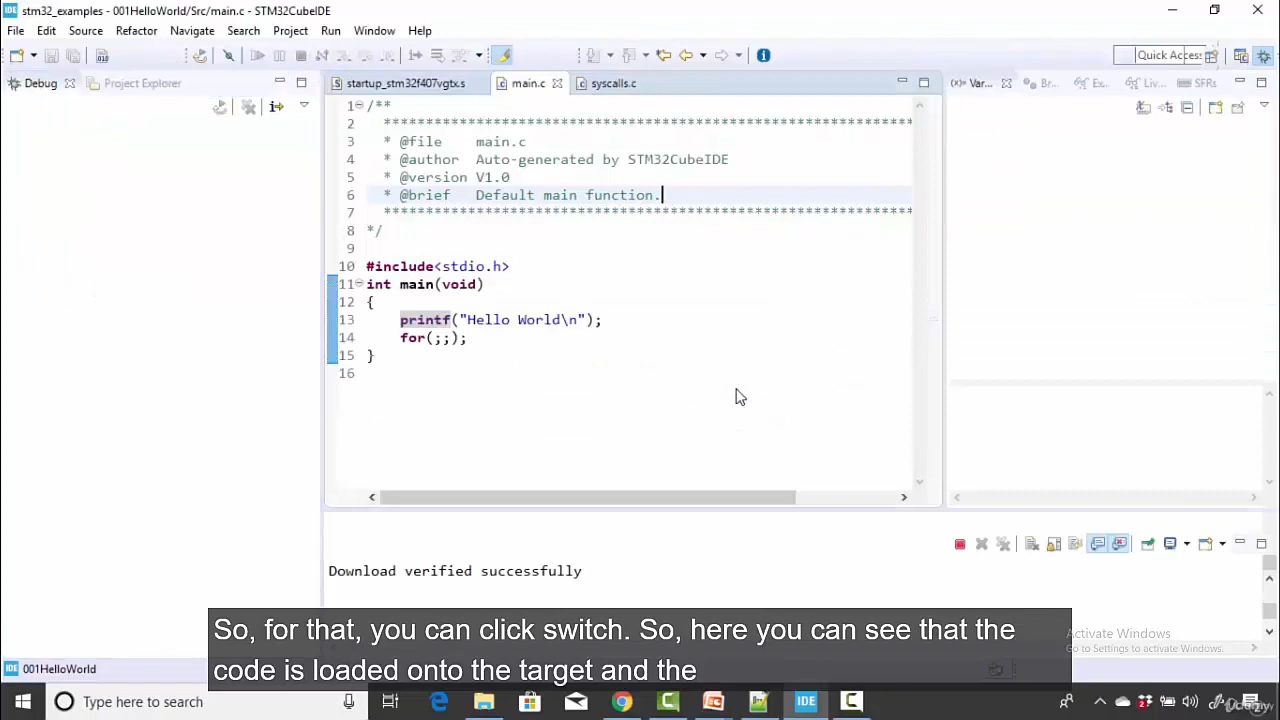 IDE stm32_examples - 001HelloWorld/Src/main.c - STM32CubeIDE
File Edit Source Refactor Navigate Search Project Run Window Help
Quick Access
Debug Project Explorer startup_stm32f407vgtx.s main.c syscalls.c (x)= Var... Br... Ex... Liv... SFRs
1 /**
2 ******************************************************************************
3 * @file main.c
4 * @author Auto-generated by STM32CubeIDE
5 * @version V1.0
6 * @brief Default main function.
7 ******************************************************************************
8 */
9
10 #include<stdio.h>
11 int main(void)
12 {
13 printf("Hello World\n");
14 for(;;);
15 }
16
Download verified successfully
So, for that, you can click switch. So, here you can see that the
code is loaded onto the target and the
Activate Windows
Go to Settings to activate Windows.
IDE 001HelloWorld
Type here to search
IDE
Udemy